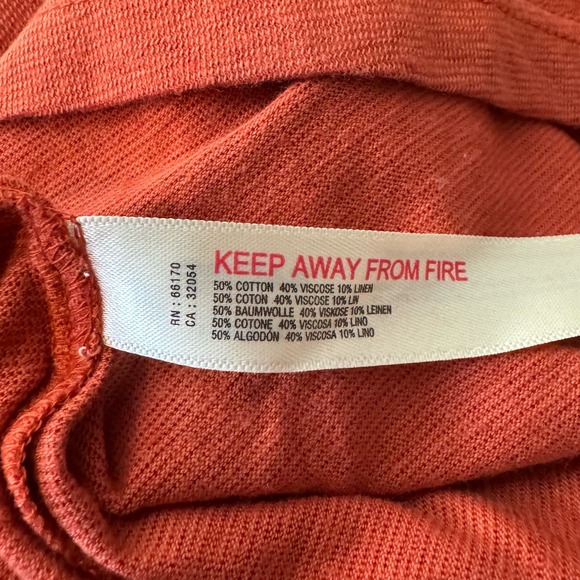 RN : 66170
CA : 32054
KEEP AWAY FROM FIRE
50% COTTON 40% VISCOSE 10% LINEN
50% COTON 40% VISCOSE 10% LIN
50% BAUMWOLLE 40% VISKOSE 10% LEINEN
50% COTONE 40% VISCOSA 10% LINO
50% ALGODÓN 40% VISCOSA 10% LINO